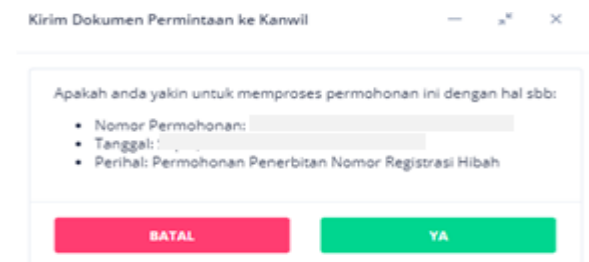 Kirim Dokumen Permintaan ke Kanwil
Apakah anda yakin untuk memproses permohonan ini dengan hal sbb:
• Nomor Permohonan:
• Tanggal:
• Perihal: Permohonan Penerbitan Nomor Registrasi Hibah
BATAL
YA